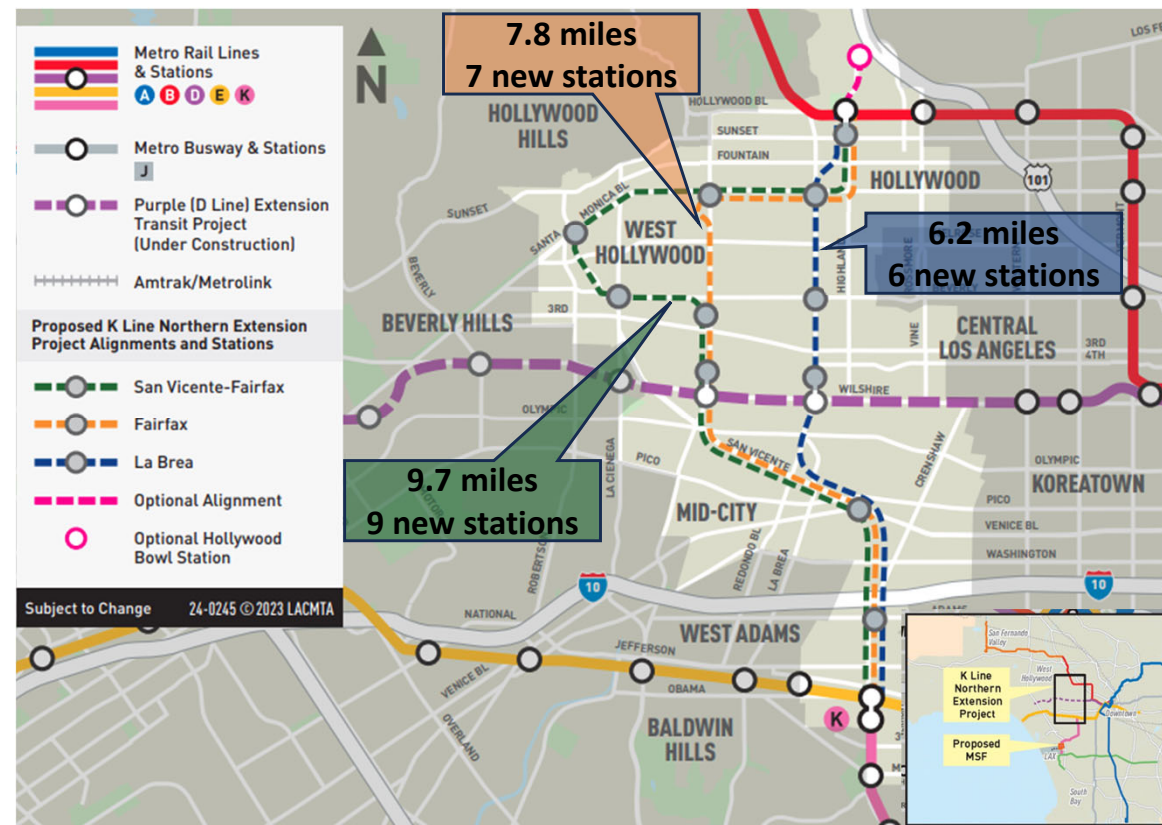 Metro Rail Lines
& Stations
A B D E K
Metro Busway & Stations
J
Purple (D Line) Extension
Transit Project
(Under Construction)
Amtrak/Metrolink
Proposed K Line Northern Extension
Project Alignments and Stations
San Vicente-Fairfax
Fairfax
La Brea
Optional Alignment
Optional Hollywood
Bowl Station
Subject to Change 24-0245 © 2023 LACMTA
N
7.8 miles
7 new stations
LOS
HOLLYWOOD BL
HOLLYWOOD
HILLS
SUNSET
FOUNTAIN
HOLLYWOOD
101
VERMONT
SANTA MONICA BL
SUNSET
WEST
HOLLYWOOD
HIGHLAND
6.2 miles
6 new stations
BEVERLY
3RD
BEVERLY HILLS
VINE
CENTRAL
LOS ANGELES
3RD
4TH
WILSHIRE
OLYMPIC
LA CIENEGA
SAN VICENTE
CRENSHAW
PICO
OLYMPIC
KOREATOWN
9.7 miles
9 new stations
MID-CITY
PICO
VENICE BL
WASHINGTON
ROBERTSON
REDONDO BL
LA BREA
10
10
NATIONAL
ADAMS
WEST ADAMS
JEFFERSON
VENICE BL
OBAMA
OVERLAND
BALDWIN
HILLS
K
San Fernando
Valley
West
Hollywood
K Line
Northern
Extension
Project
Downtown
Proposed
MSF
LAX
South
Bay